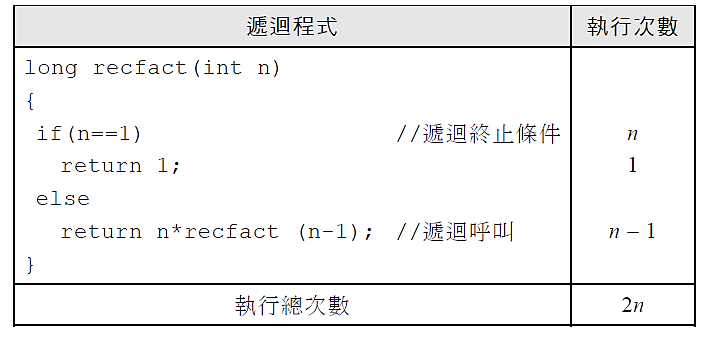 遞迴程式 執行次數
long recfact(int n)
{
if(n==1) //遞迴終止條件 n
return 1; 1
else
return n*recfact (n-1); //遞迴呼叫 n – 1
}
執行總次數 2n